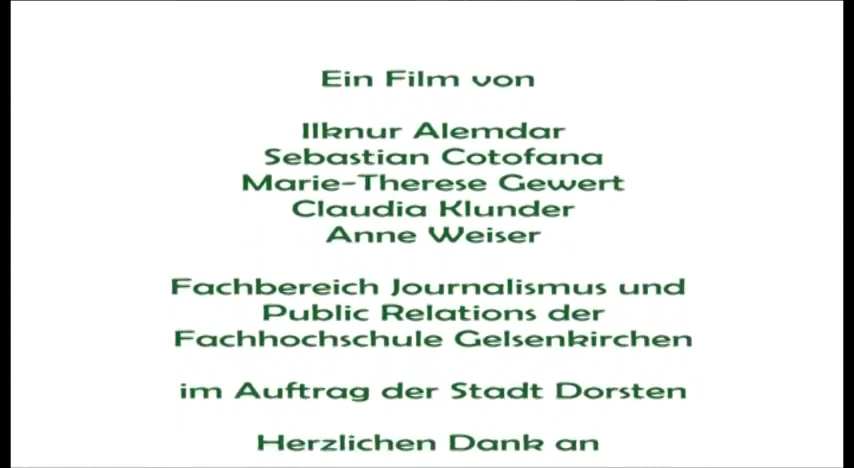 Ein Film von
Ilknur Alemdar
Sebastian Cotofana
Marie-Therese Gewert
Claudia Klunder
Anne Weiser
Fachbereich Journalismus und
Public Relations der
Fachhochschule Gelsenkirchen
im Auftrag der Stadt Dorsten
Herzlichen Dank an